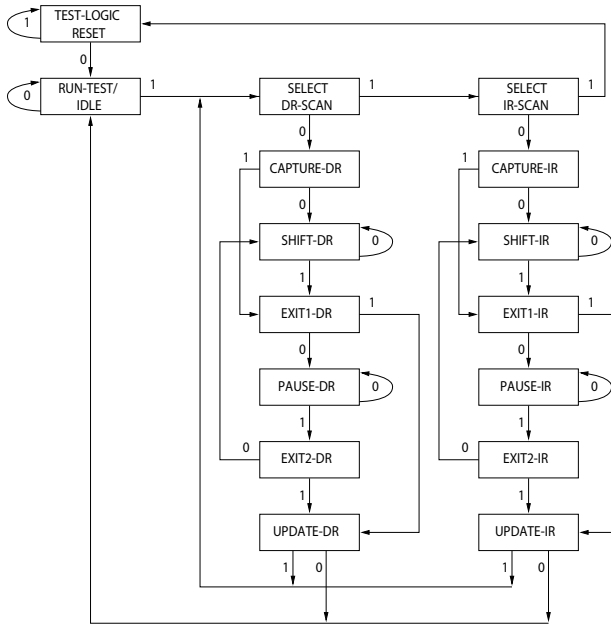 1
TEST-LOGIC
RESET
0
0
RUN-TEST/
IDLE
1
SELECT
DR-SCAN
1
SELECT
IR-SCAN
1
0
0
1
CAPTURE-DR
1
CAPTURE-IR
0
0
SHIFT-DR
0
SHIFT-IR
0
1
1
EXIT1-DR
1
EXIT1-IR
1
0
0
PAUSE-DR
0
PAUSE-IR
0
1
1
0
EXIT2-DR
0
EXIT2-IR
1
1
UPDATE-DR
UPDATE-IR
1
0
1
0